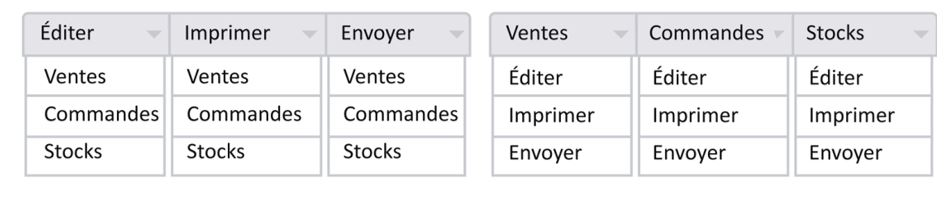 Éditer Imprimer Envoyer
Ventes Ventes Ventes
Commandes Commandes Commandes
Stocks Stocks Stocks
Ventes Commandes Stocks
Éditer Éditer Éditer
Imprimer Imprimer Imprimer
Envoyer Envoyer Envoyer